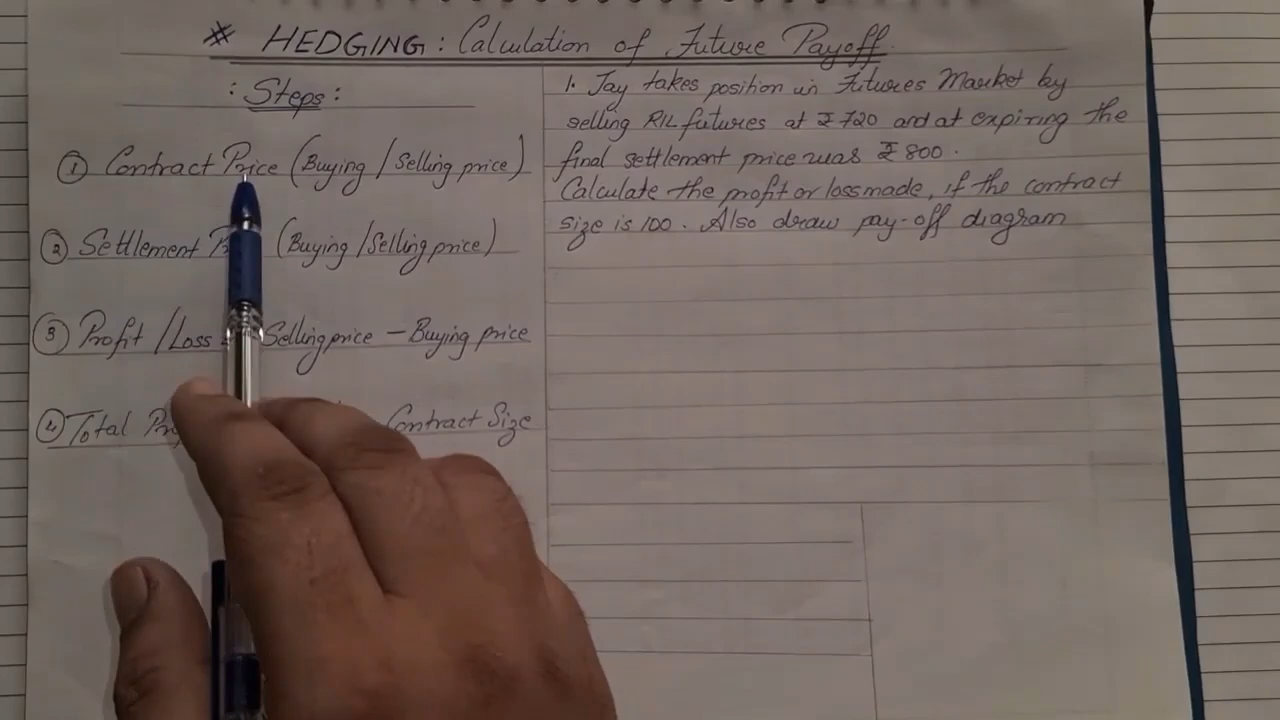 * HEDGING: Calculation of Future Payoff
: Steps :
① Contract Price (Buying / Selling price)
② Settlement (Buying / Selling price)
③ Profit / Loss Selling price - Buying price
④ Total Contract Size
1. Jay takes position in Futures Market by
selling RIL futures at ₹ 720 and at expiring the
final settlement price was ₹ 800.
Calculate the profit or loss made, if the contract
size is 100. Also draw pay-off diagram